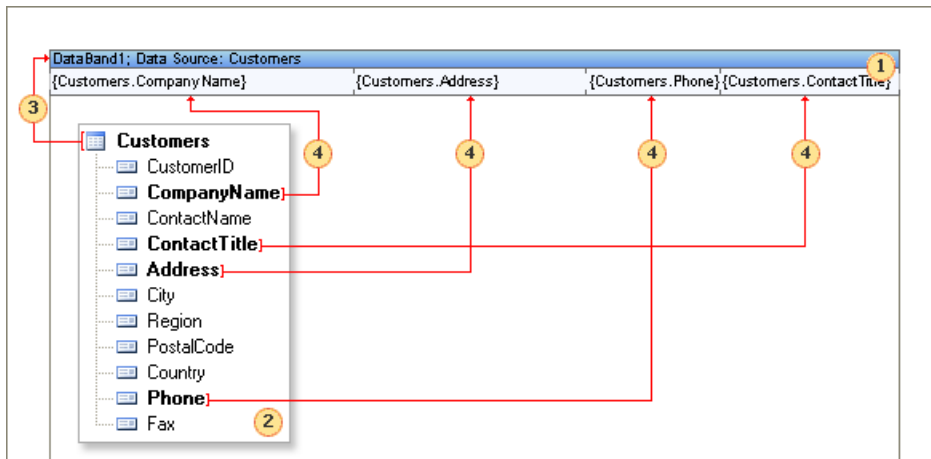 DataBand1; Data Source: Customers
{Customers.CompanyName} {Customers.Address} {Customers.Phone} {Customers.ContactTitle}
1
3
Customers
4 4 4 4
CustomerID
CompanyName
ContactName
ContactTitle
Address
City
Region
PostalCode
Country
Phone
Fax
2